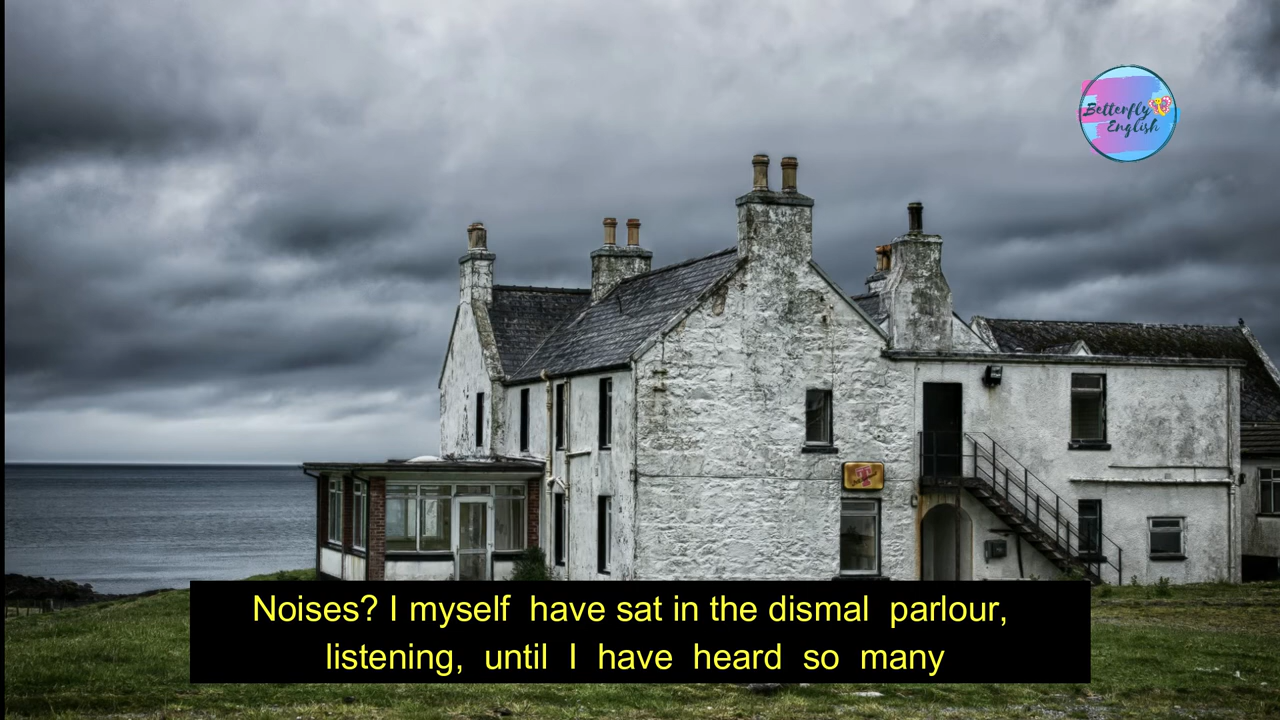 Betterfly
English
T
Noises? I myself have sat in the dismal parlour,
listening, until I have heard so many